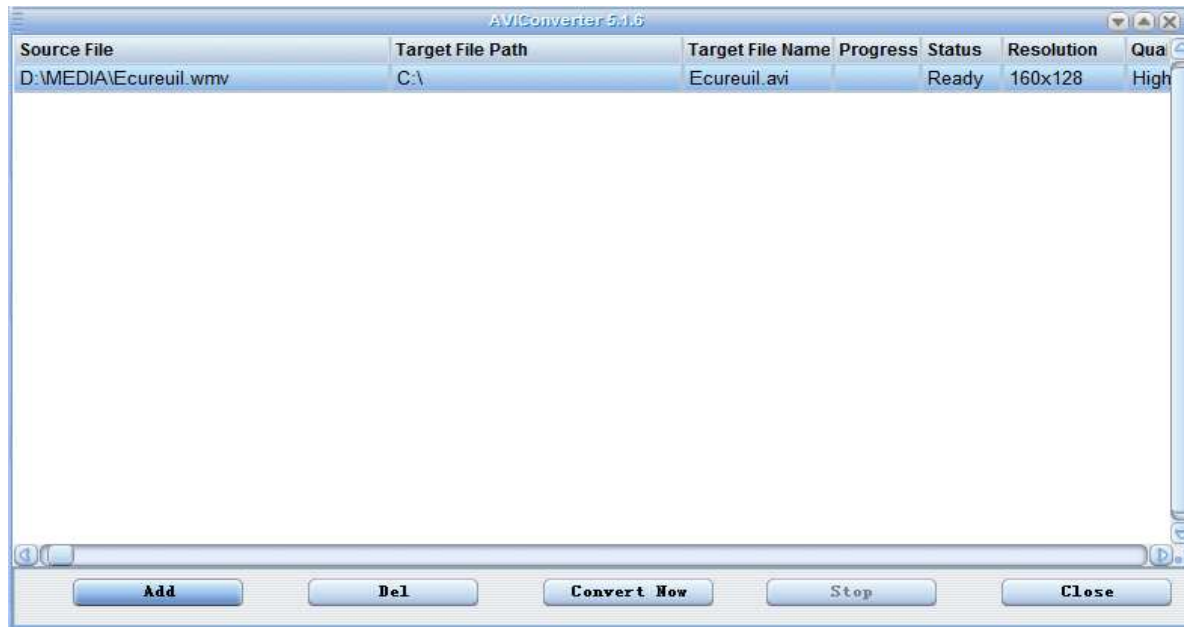 AVIConverter 5.1.6
Source File Target File Path Target File Name Progress Status Resolution Qua
D:\MEDIA\Ecureuil.wmv C:\ Ecureuil.avi Ready 160x128 High
Add Del Convert Now Stop Close